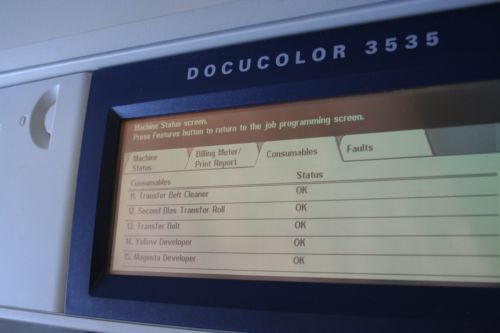 DOCUCOLOR 3535
Machine Status screen.
Press Features button to return to the job programming screen.
Machine
Status
Billing Meter/
Print Report
Consumables
Faults
Consumables Status
11. Transfer Belt Cleaner OK
12. Second Bias Transfer Roll OK
13. Transfer Belt OK
14. Yellow Developer OK
15. Magenta Developer OK